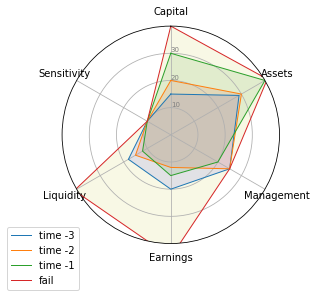 Capital
30
Sensitivity
Assets
20
10
Liquidity
Management
Earnings
time -3
time -2
time -1
fail